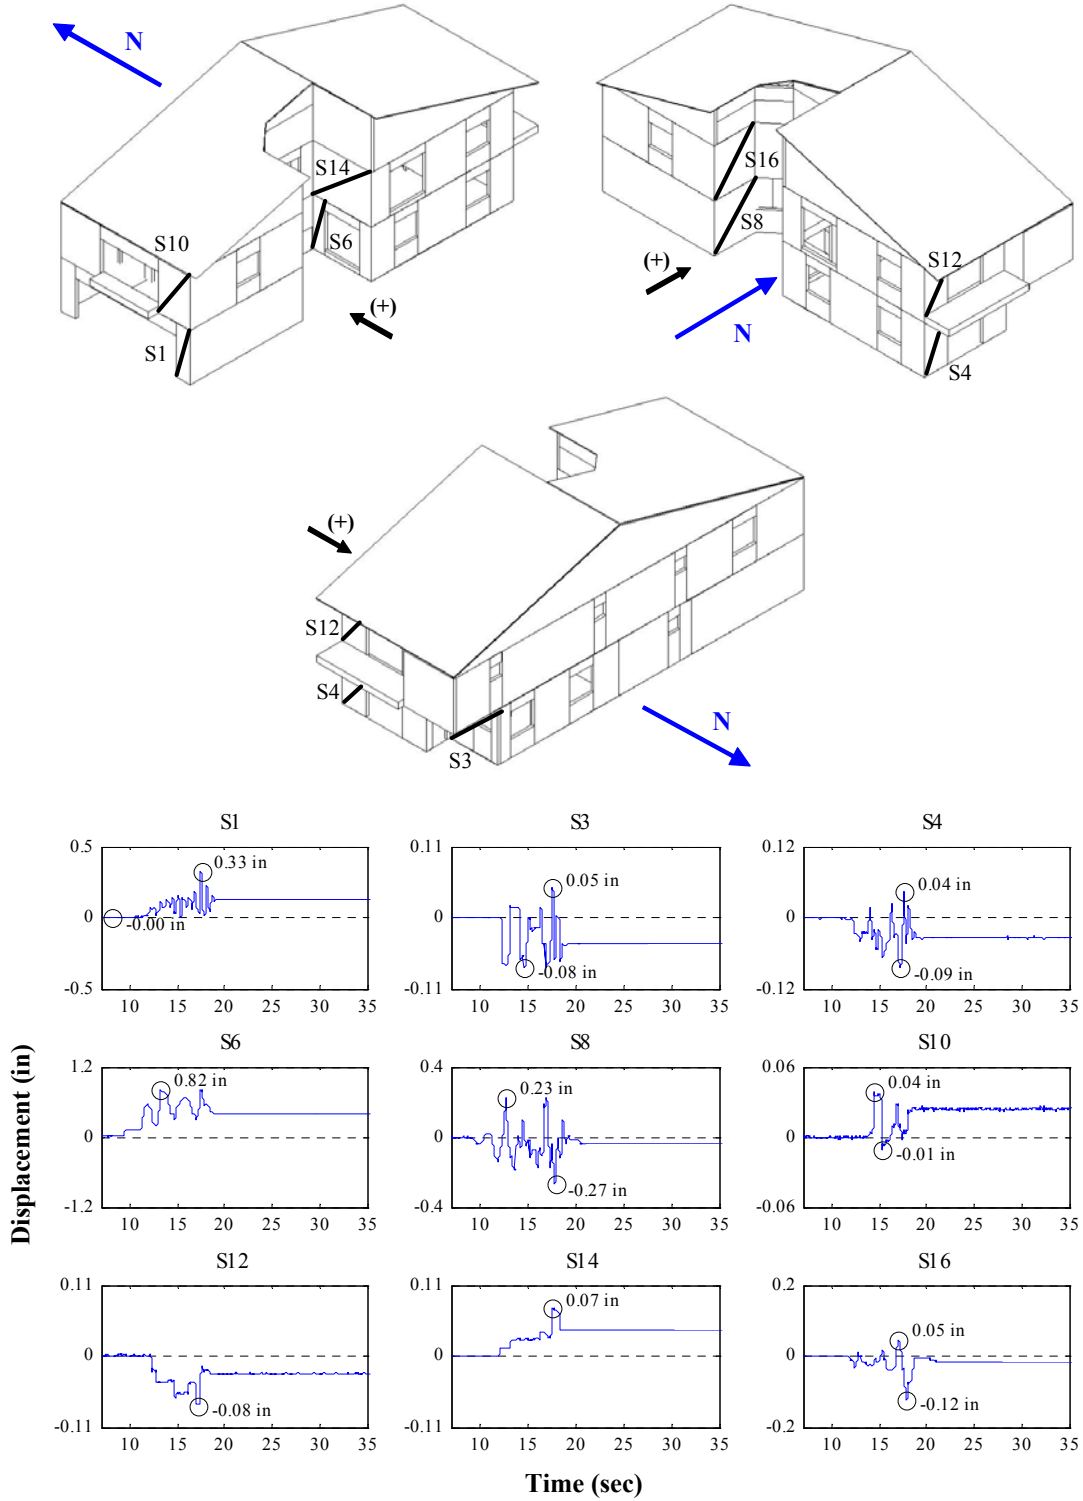 N
N
S14
S16
S6
S8
S10
S12
(+)
(+)
N
S1
S4
(+)
S12
S4
N
S3
S1
S3
S4
0.5
0
-0.5
0.33 in
-0.00 in
10 15 20 25 30 35
0.11
0
-0.11
0.05 in
-0.08 in
10 15 20 25 30 35
0.12
0
-0.12
0.04 in
-0.09 in
10 15 20 25 30 35
S6
S8
S10
1.2
0
-1.2
0.82 in
10 15 20 25 30 35
0.4
0
-0.4
0.23 in
-0.27 in
10 15 20 25 30 35
0.06
0
-0.06
0.04 in
-0.01 in
10 15 20 25 30 35
Displacement (in)
S12
S14
S16
0.11
0
-0.11
-0.08 in
10 15 20 25 30 35
0.11
0
-0.11
0.07 in
10 15 20 25 30 35
0.2
0
-0.2
0.05 in
-0.12 in
10 15 20 25 30 35
Time (sec)